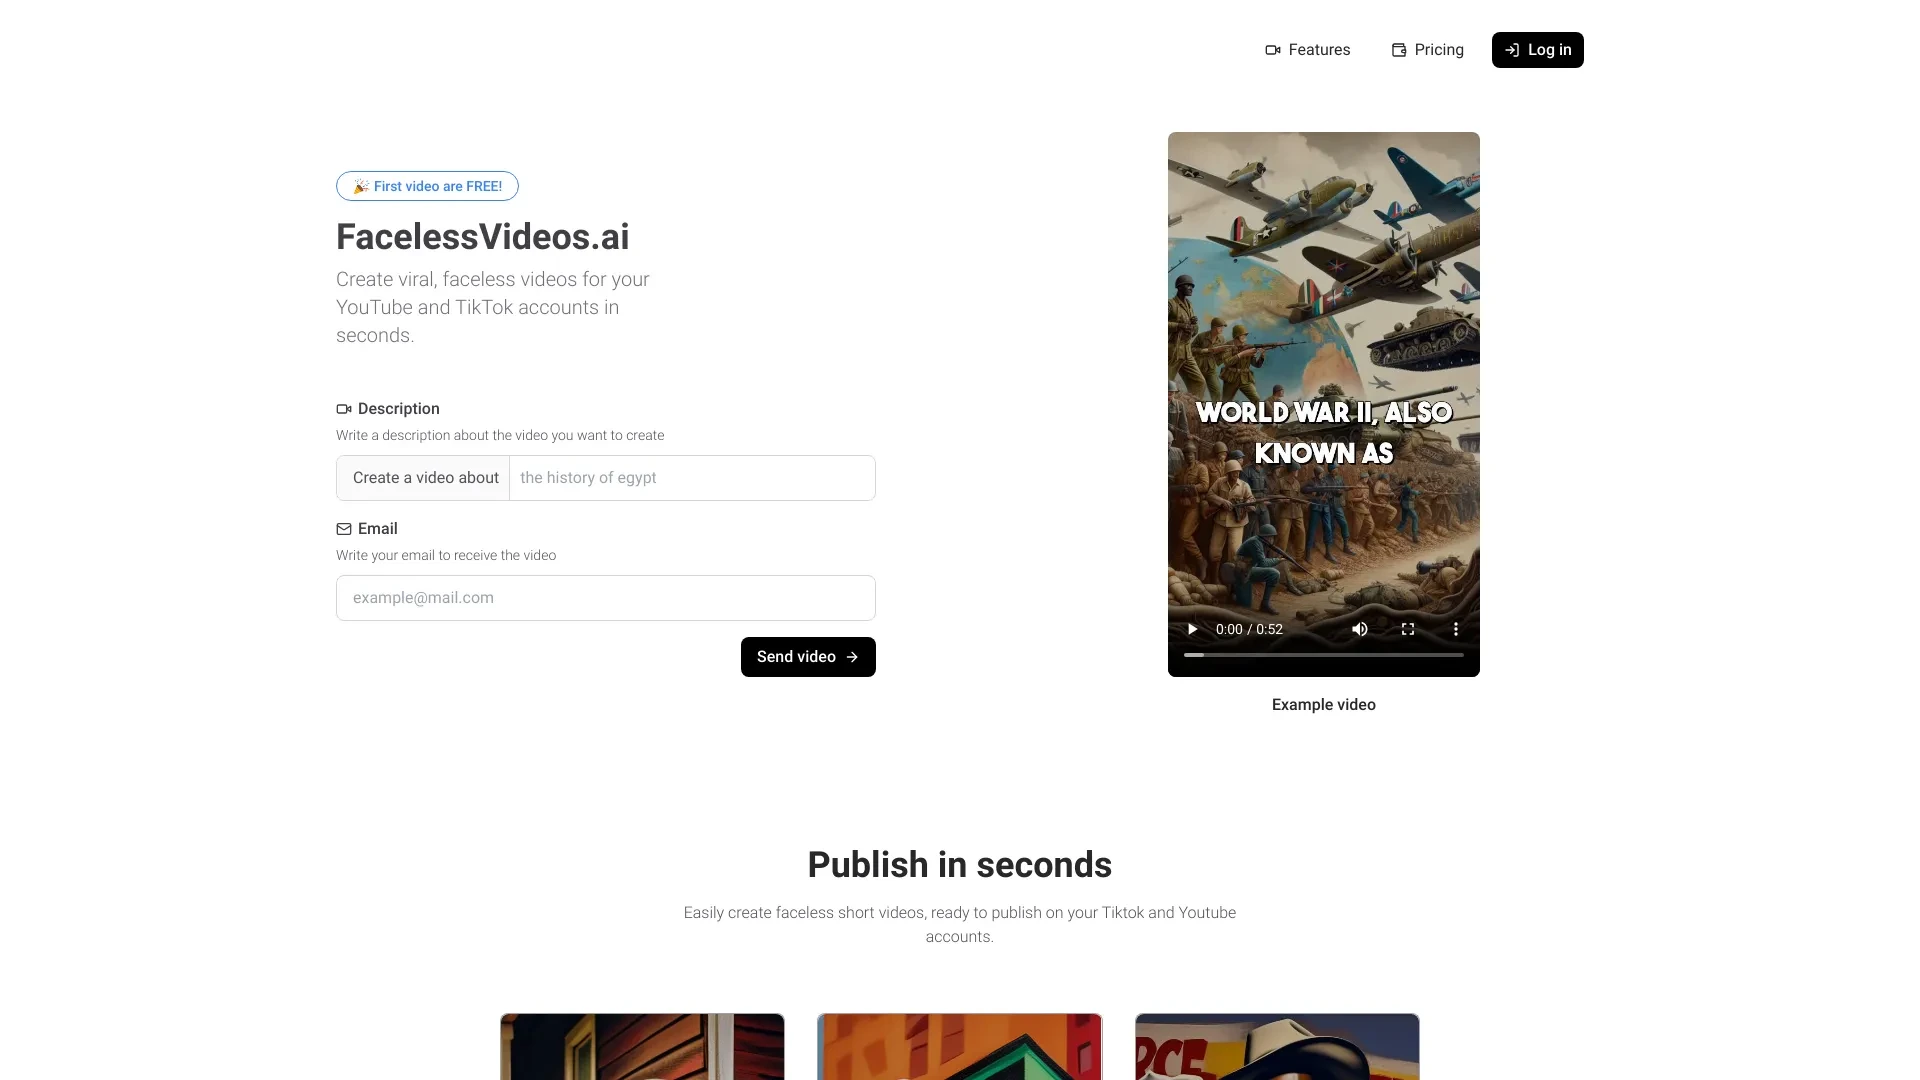 Features
Pricing
Log in
🎉 First video are FREE!
FacelessVideos.ai
Create viral, faceless videos for your
YouTube and TikTok accounts in
seconds.
Description
Write a description about the video you want to create
Create a video about
the history of egypt
Email
Write your email to receive the video
example@mail.com
Send video
WORLD WAR II, ALSO
KNOWN AS
0:00 / 0:52
Example video
Publish in seconds
Easily create faceless short videos, ready to publish on your Tiktok and Youtube
accounts.